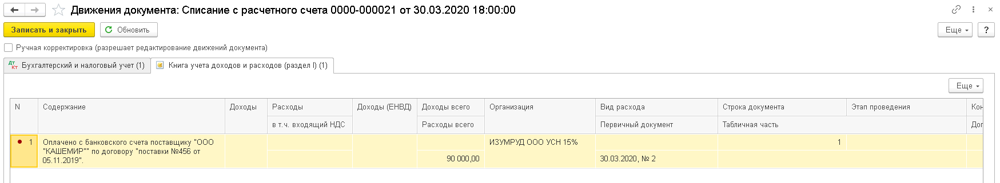 Движения документа: Списание с расчетного счета 0000-000021 от 30.03.2020 18:00:00
Записать и закрыть
Обновить
Еще
?
Ручная корректировка (разрешает редактирование движений документа)
Дт Кт Бухгалтерский и налоговый учет (1)
Книга учета доходов и расходов (раздел I) (1)
Еще
N Содержание Доходы Расходы Доходы (ЕНВД) Доходы всего Организация Вид расхода Строка документа Этап проведения Кон
в т.ч. входящий НДС Расходы всего Первичный документ Табличная часть Дог
1 Оплачено с банковского счета поставщику "ООО ИЗУМРУД ООО УСН 15% 1
"КАШЕМИР"" по договору "поставки №456 от
05.11.2019". 90 000,00 30.03.2020, № 2